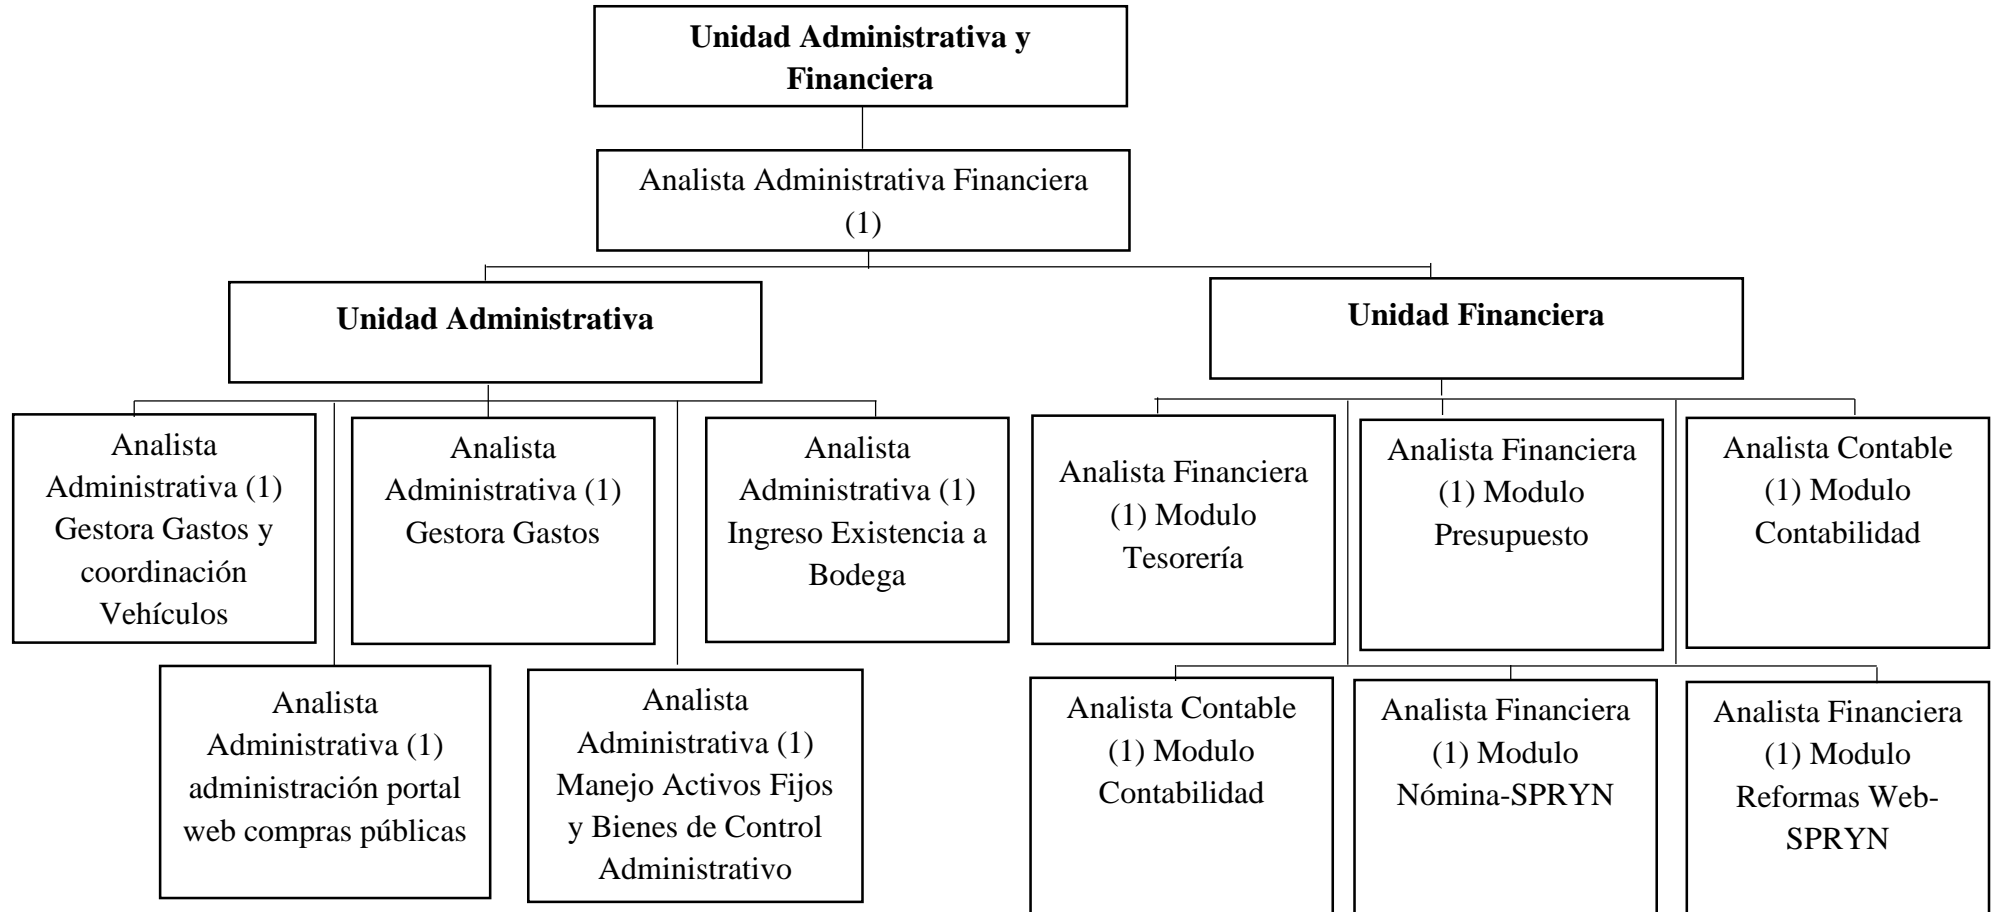 Unidad Administrativa y
Financiera
Analista Administrativa Financiera
(1)
Unidad Administrativa
Unidad Financiera
Analista
Administrativa (1)
Gestora Gastos y
coordinación
Vehículos
Analista
Administrativa (1)
Gestora Gastos
Analista
Administrativa (1)
Ingreso Existencia a
Bodega
Analista Financiera
(1) Modulo
Tesorería
Analista Financiera
(1) Modulo
Presupuesto
Analista Contable
(1) Modulo
Contabilidad
Analista
Administrativa (1)
administración portal
web compras públicas
Analista
Administrativa (1)
Manejo Activos Fijos
y Bienes de Control
Administrativo
Analista Contable
(1) Modulo
Contabilidad
Analista Financiera
(1) Modulo
Nómina-SPRYN
Analista Financiera
(1) Modulo
Reformas Web-
SPRYN